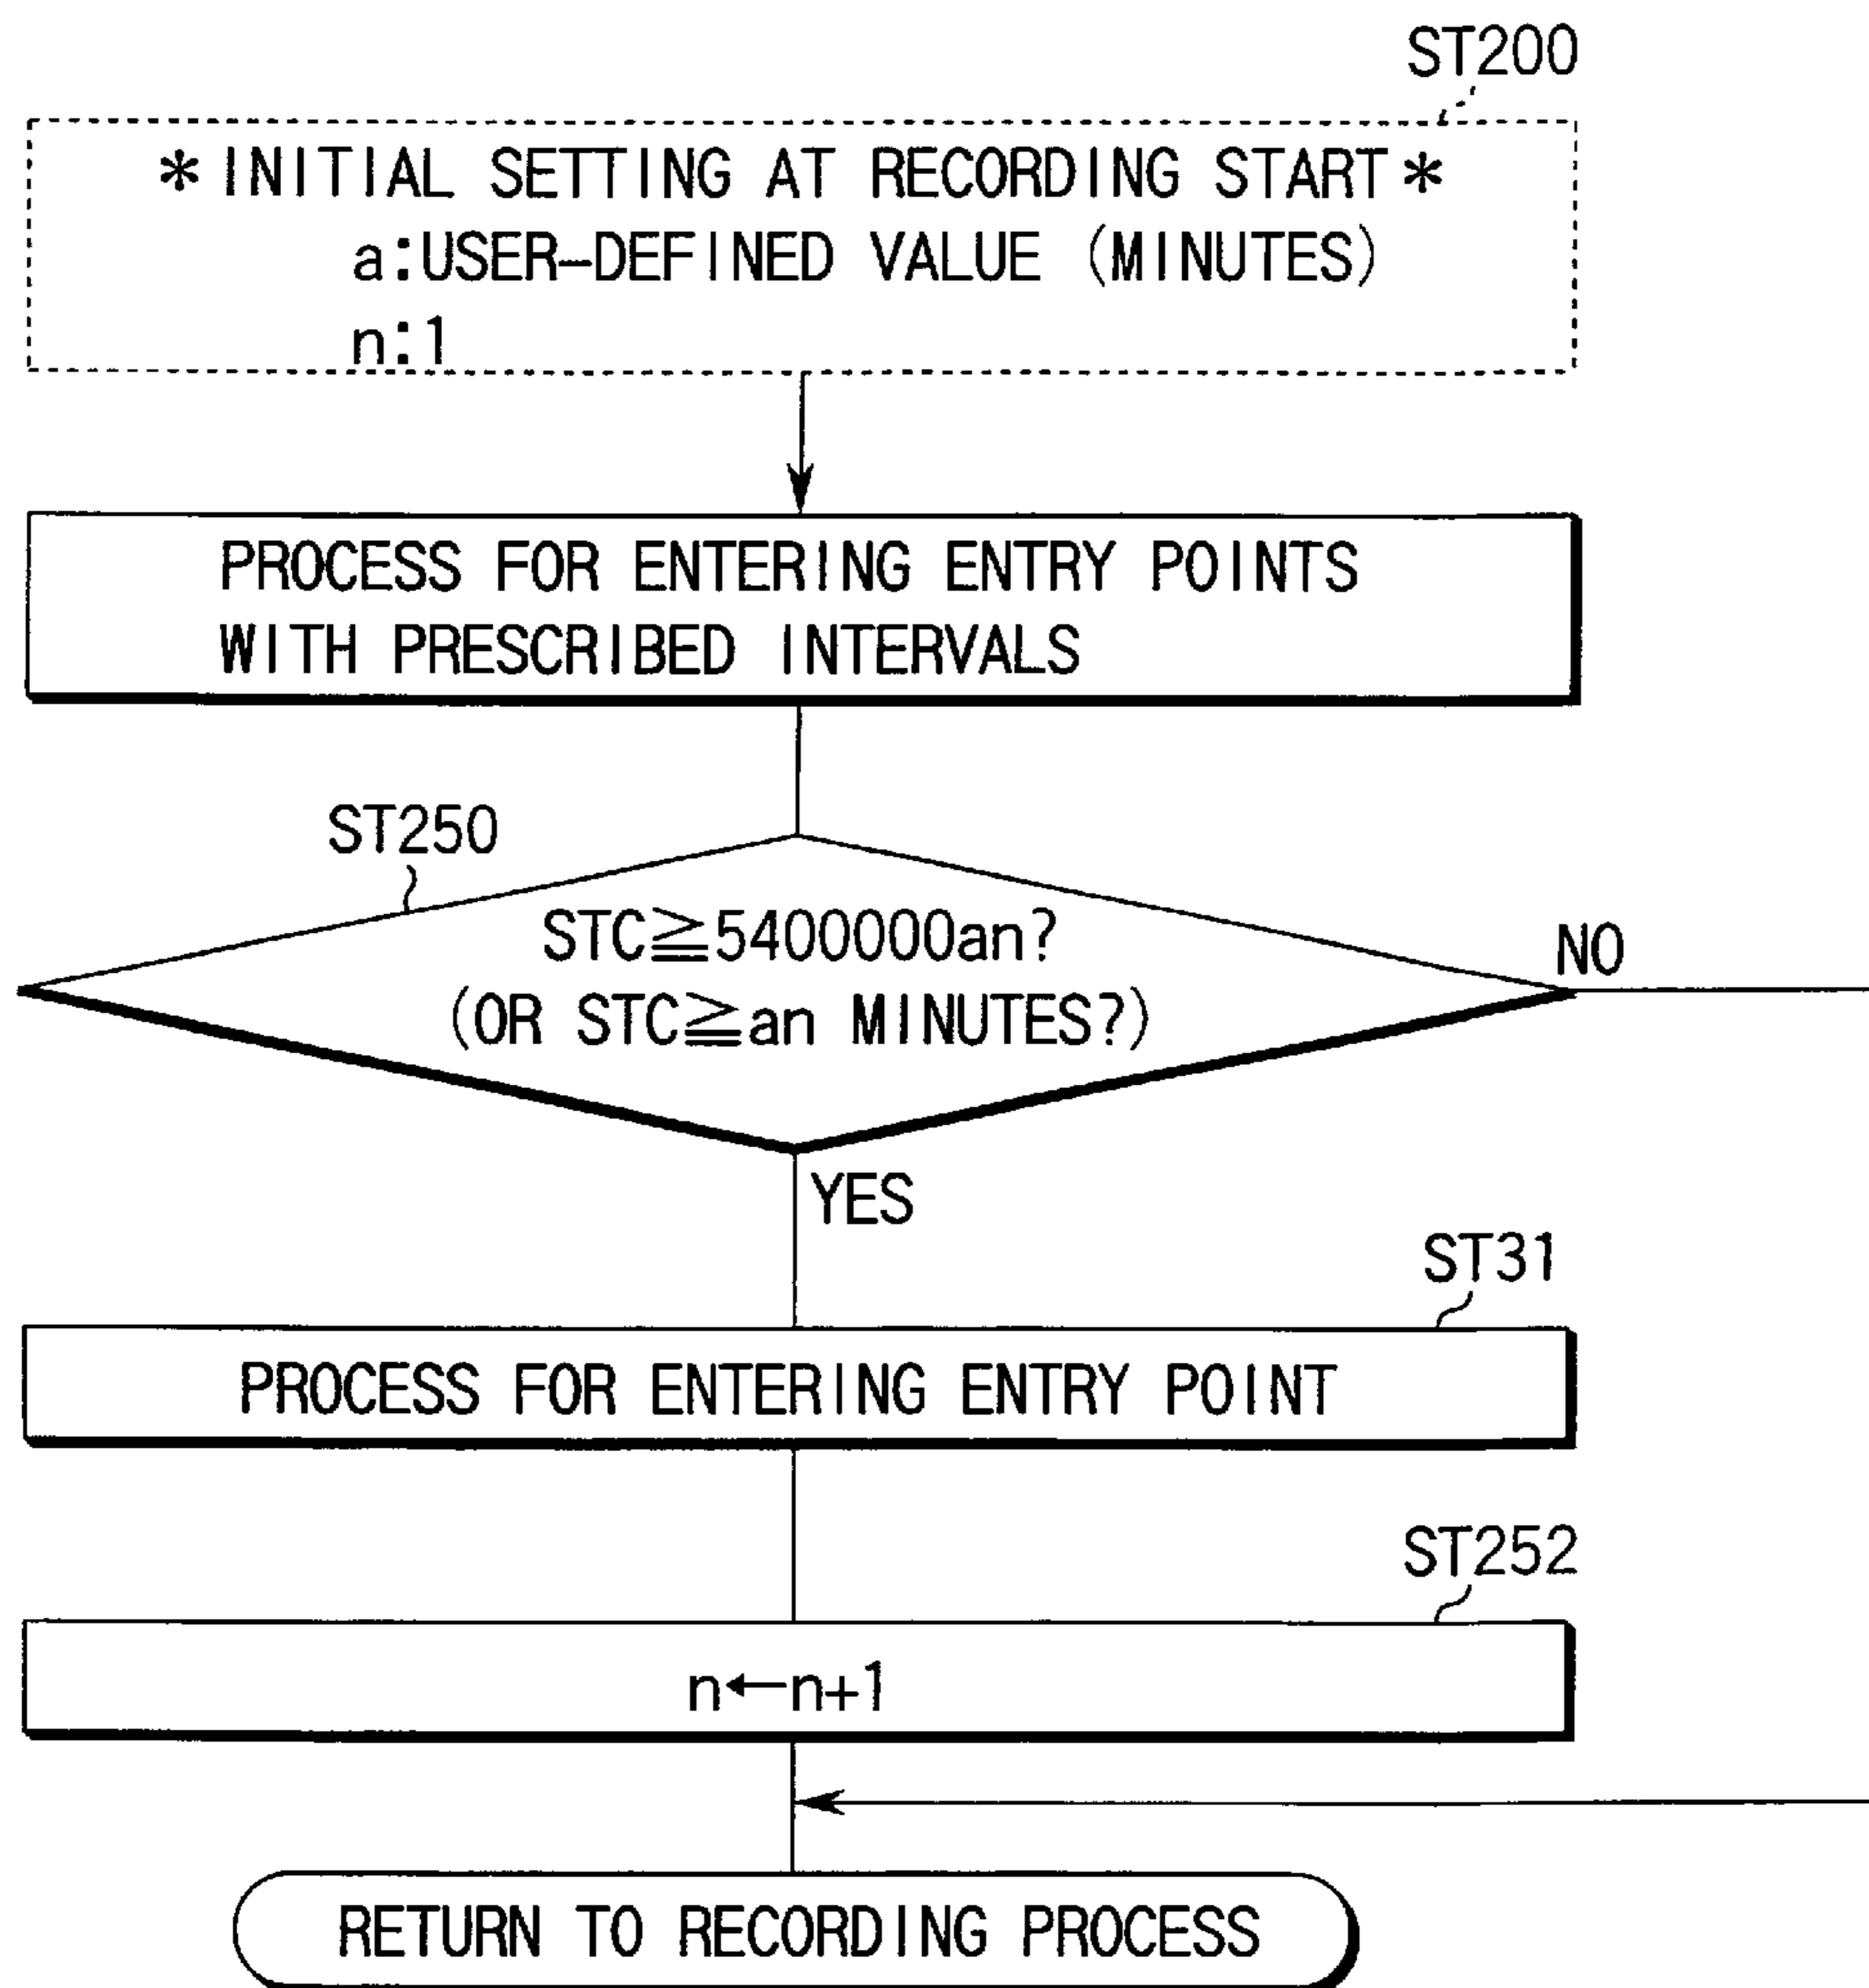 ST200
*INITIAL SETTING AT RECORDING START*
a:USER-DEFINED VALUE (MINUTES)
n:1
PROCESS FOR ENTERING ENTRY POINTS
WITH PRESCRIBED INTERVALS
ST250
STC≧5400000an?
(OR STC≧an MINUTES?)
NO
YES
ST31
PROCESS FOR ENTERING ENTRY POINT
ST252
n←n+1
RETURN TO RECORDING PROCESS